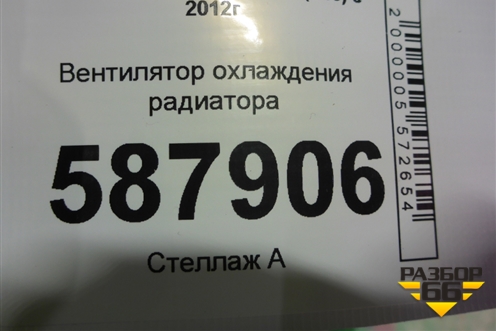 2012г
Вентилятор охлаждения
радиатора
587906
Стеллаж А
2000005572654
РАЗБОР
66